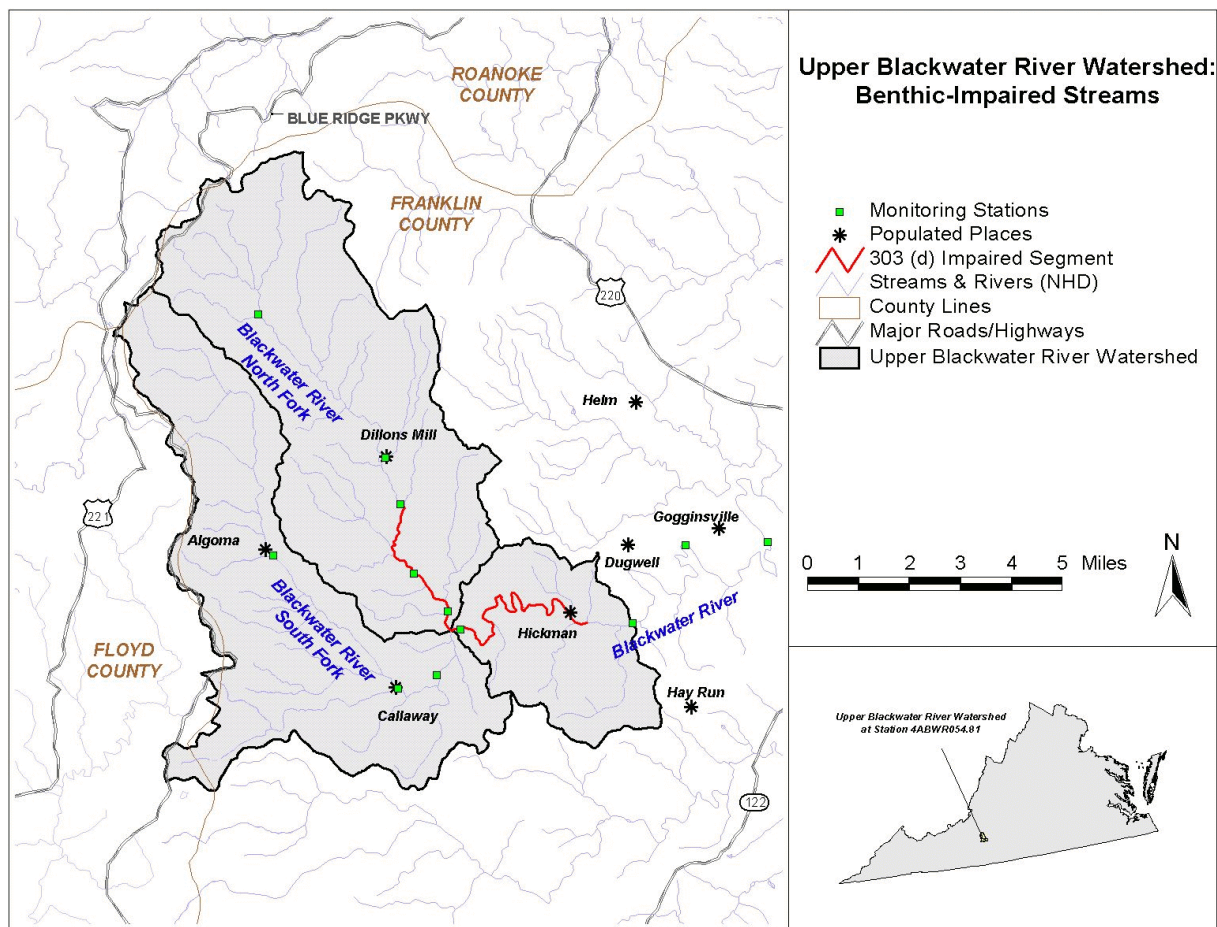 Upper Blackwater River Watershed:
Benthic-Impaired Streams
ROANOKE
COUNTY
BLUE RIDGE PKWY
FRANKLIN
COUNTY
220
Blackwater River
North Fork
Helm
Dillons Mill
221
Gogginsville
Algoma
Dugwell
Blackwater River
South Fork
Hickman
Blackwater River
FLOYD
COUNTY
Hay Run
Callaway
122
Monitoring Stations
Populated Places
303 (d) Impaired Segment
Streams & Rivers (NHD)
County Lines
Major Roads/Highways
Upper Blackwater River Watershed
N
0 1 2 3 4 5 Miles
Upper Blackwater River Watershed
at Station 4ABWR054.81